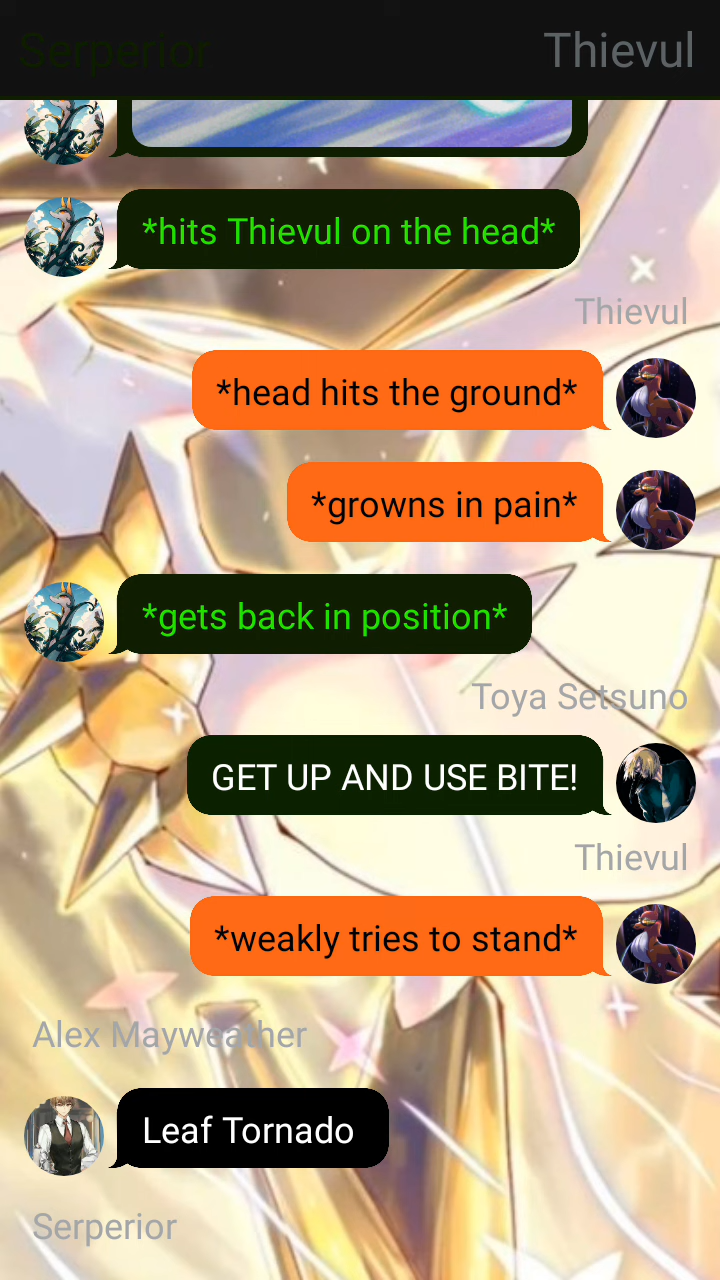 Serperior
Thievul
*hits Thievul on the head*
Thievul
*head hits the ground*
*growns in pain*
*gets back in position*
Toya Setsuno
GET UP AND USE BITE!
Thievul
*weakly tries to stand*
Alex Mayweather
Leaf Tornado
Serperior